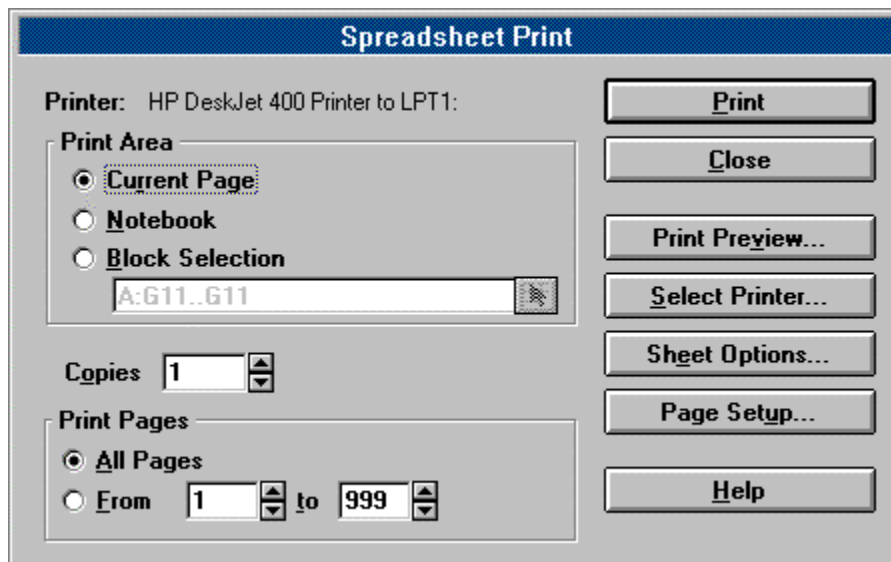 Spreadsheet Print
Printer: HP DeskJet 400 Printer to LPT1:
Print Area
Current Page
Notebook
Block Selection
A:G11..G11
Copies 1
Print Pages
All Pages
From 1 to 999
Print
Close
Print Preview...
Select Printer...
Sheet Options...
Page Setup...
Help